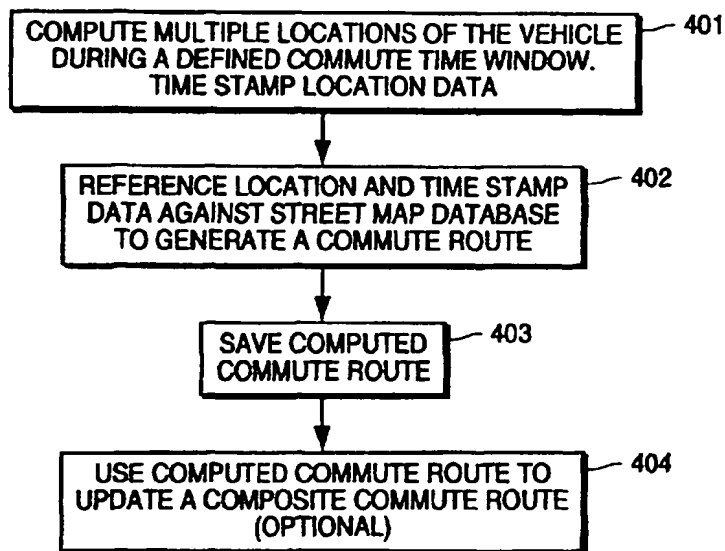 COMPUTE MULTIPLE LOCATIONS OF THE VEHICLE
DURING A DEFINED COMMUTE TIME WINDOW.
TIME STAMP LOCATION DATA
401
REFERENCE LOCATION AND TIME STAMP
DATA AGAINST STREET MAP DATABASE
TO GENERATE A COMMUTE ROUTE
402
SAVE COMPUTED
COMMUTE ROUTE
403
USE COMPUTED COMMUTE ROUTE TO
UPDATE A COMPOSITE COMMUTE ROUTE
(OPTIONAL)
404